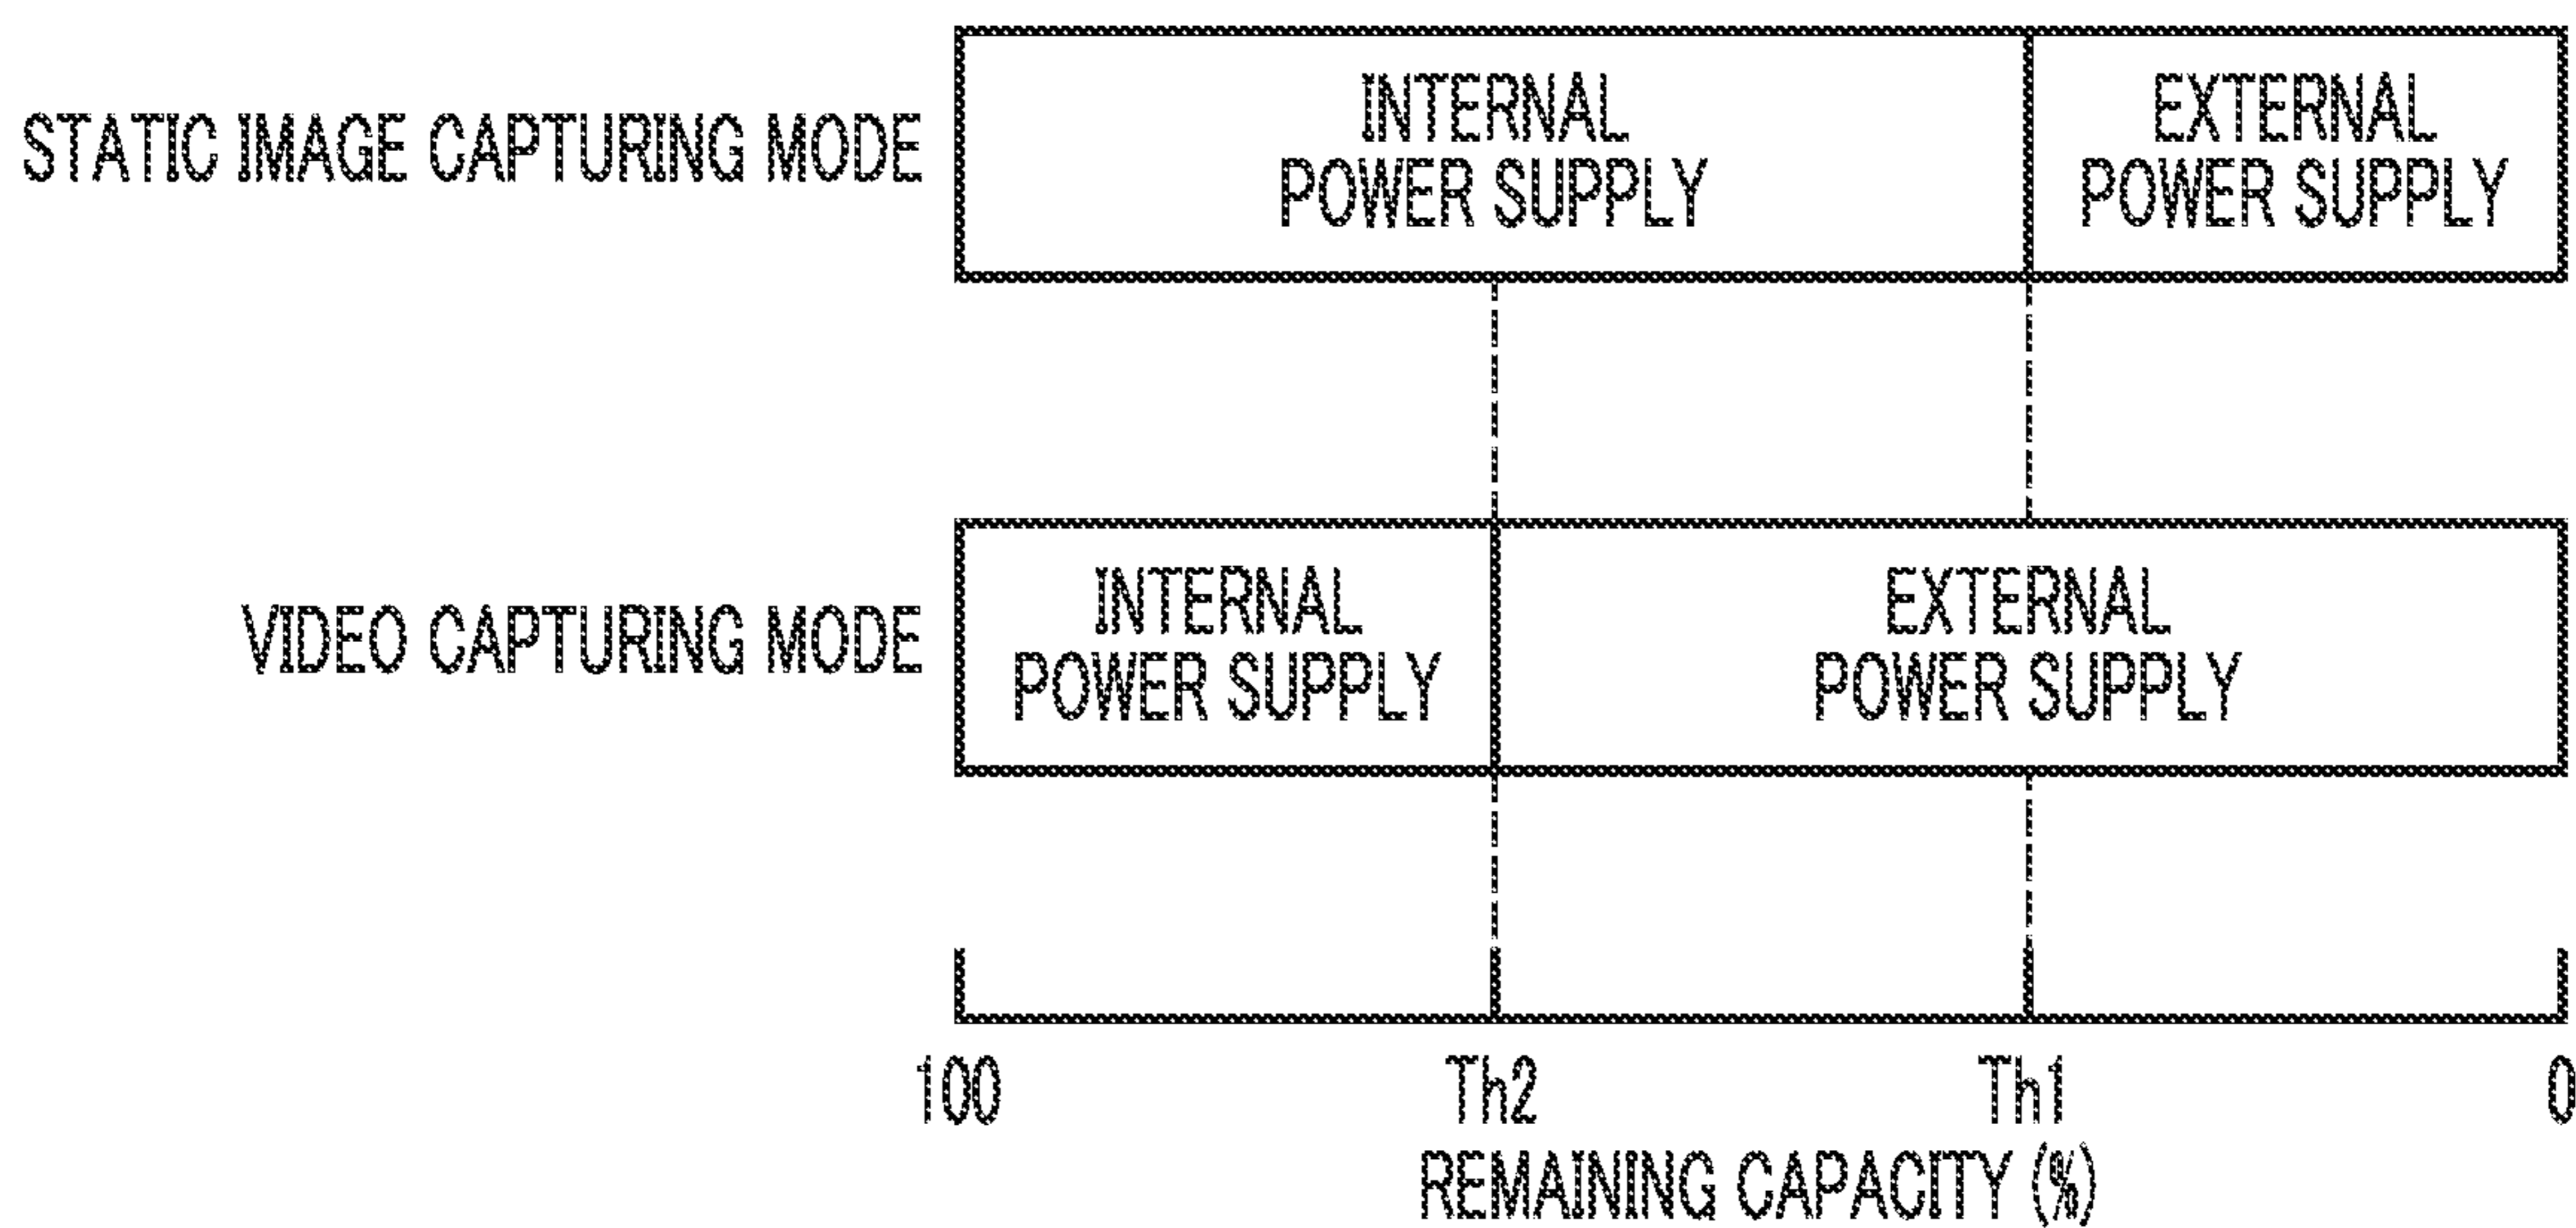 STATIC IMAGE CAPTURING MODE
INTERNAL
POWER SUPPLY
EXTERNAL
POWER SUPPLY
VIDEO CAPTURING MODE
INTERNAL
POWER SUPPLY
EXTERNAL
POWER SUPPLY
100 Th2 Th1 0
REMAINING CAPACITY (%)